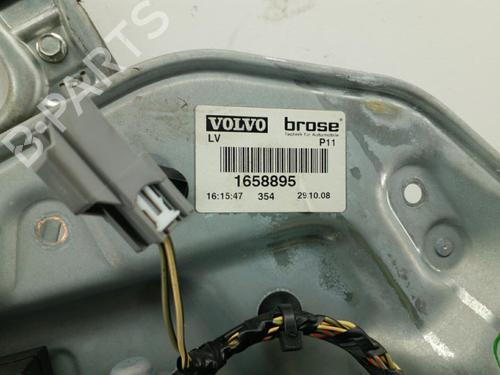 B-PARTS
VOLVO brose
Technik für Automobile
LV P11
1658895
16:15:47 354 29.10.08